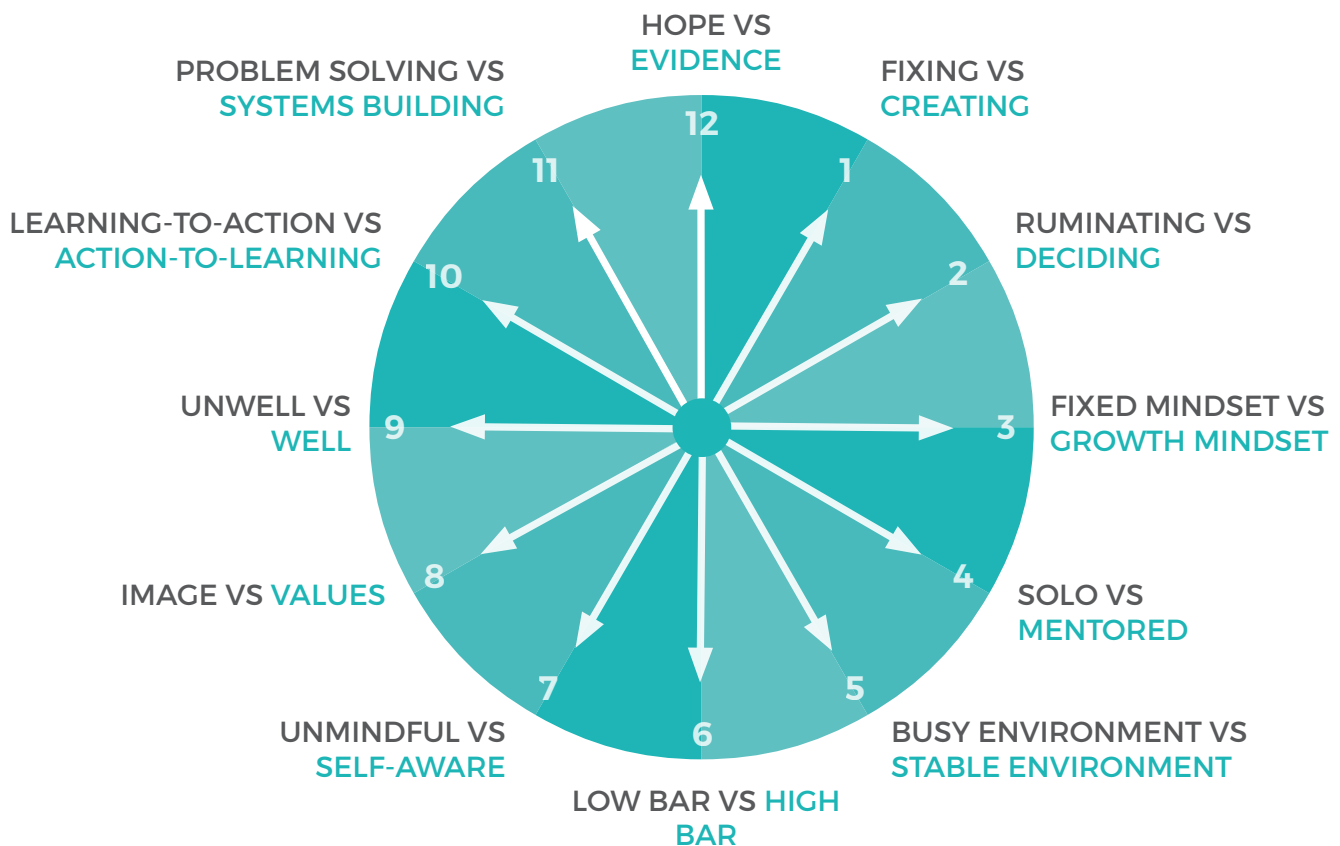 HOPE VS
EVIDENCE
FIXING VS
CREATING
RUMINATING VS
DECIDING
FIXED MINDSET VS
GROWTH MINDSET
SOLO VS
MENTORED
BUSY ENVIRONMENT VS
STABLE ENVIRONMENT
LOW BAR VS HIGH
BAR
UNMINDFUL VS
SELF-AWARE
IMAGE VS VALUES
UNWELL VS
WELL
LEARNING-TO-ACTION VS
ACTION-TO-LEARNING
PROBLEM SOLVING VS
SYSTEMS BUILDING
12
1
2
3
4
5
6
7
8
9
10
11